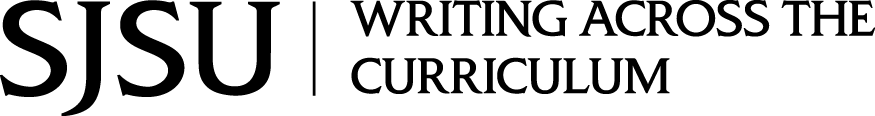 SJSU
WRITING ACROSS THE
CURRICULUM